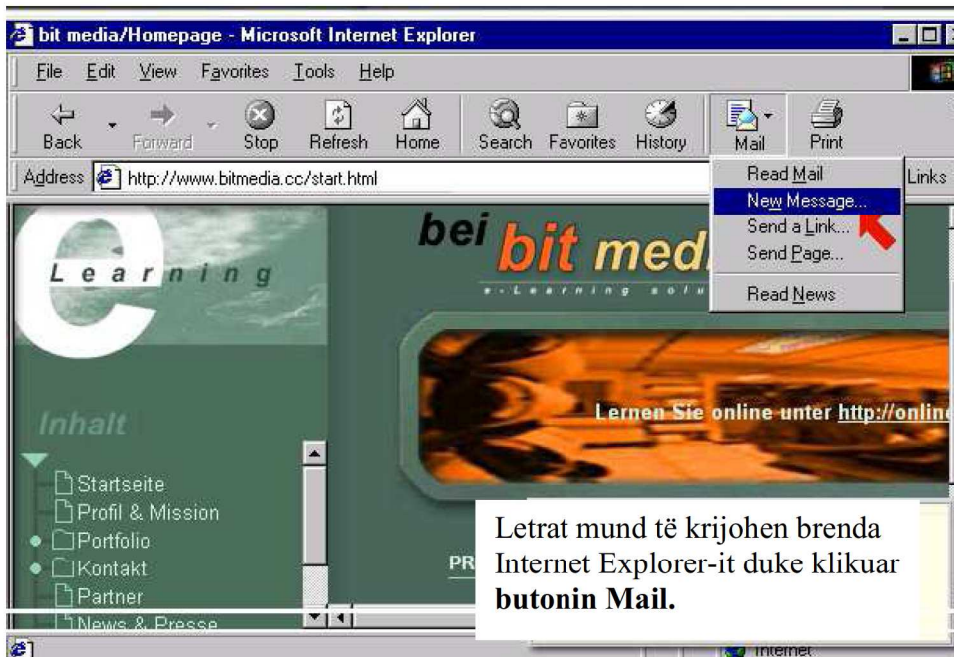 bit media/Homepage - Microsoft Internet Explorer
File Edit View Favorites Tools Help
Back Forward Stop Refresh Home Search Favorites History Mail Print
Address http://www.bitmedia.cc/start.html Links
Read Mail
New Message...
Send a Link...
Send Page...
Read News
e
Learning
bei bit med
e-Learning solu
Lernen Sie online unter http://online
Inhalt
Startseite
Profil & Mission
Portfolio
Kontakt
Partner
News & Presse
PR
Letrat mund të krijohen brenda
Internet Explorer-it duke klikuar
butonin Mail.
Internet